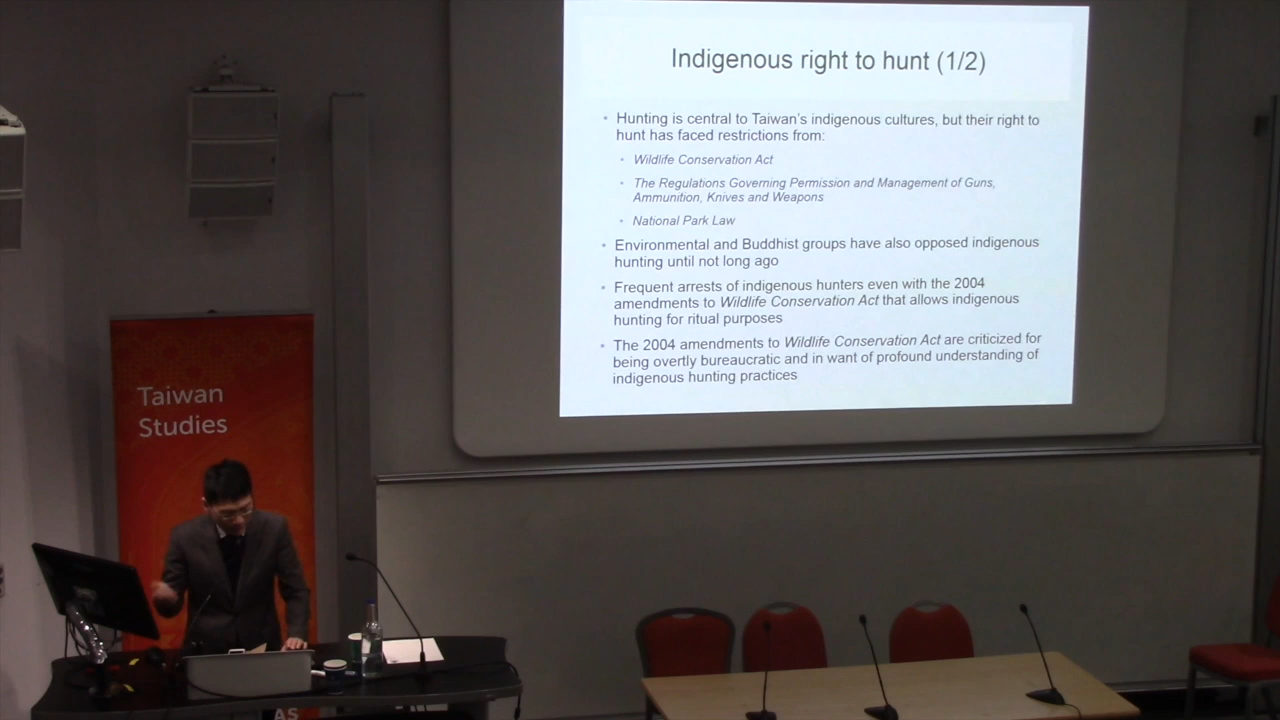 Indigenous right to hunt (1/2)
• Hunting is central to Taiwan's indigenous cultures, but their right to
hunt has faced restrictions from:
• Wildlife Conservation Act
• The Regulations Governing Permission and Management of Guns,
Ammunition, Knives and Weapons
• National Park Law
• Environmental and Buddhist groups have also opposed indigenous
hunting until not long ago
• Frequent arrests of indigenous hunters even with the 2004
amendments to Wildlife Conservation Act that allows indigenous
hunting for ritual purposes
• The 2004 amendments to Wildlife Conservation Act are criticized for
being overtly bureaucratic and in want of profound understanding of
indigenous hunting practices
Taiwan
Studies
AS